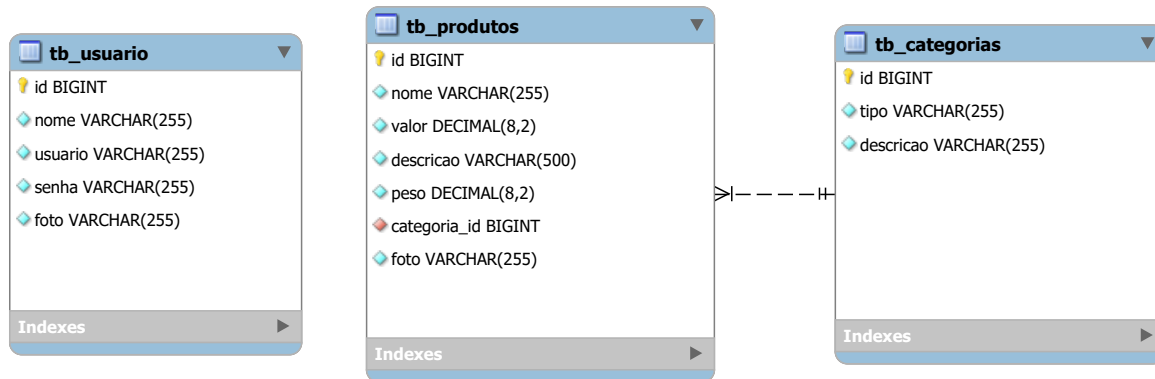 tb_usuario
id BIGINT
nome VARCHAR(255)
usuario VARCHAR(255)
senha VARCHAR(255)
foto VARCHAR(255)
Indexes
tb_produtos
id BIGINT
nome VARCHAR(255)
valor DECIMAL(8,2)
descricao VARCHAR(500)
peso DECIMAL(8,2)
categoria_id BIGINT
foto VARCHAR(255)
Indexes
tb_categorias
id BIGINT
tipo VARCHAR(255)
descricao VARCHAR(255)
Indexes